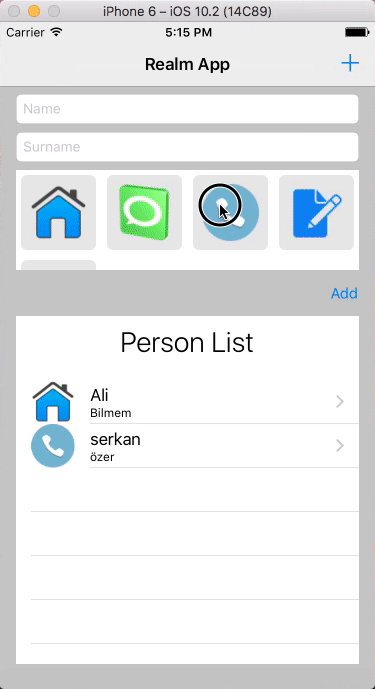 iPhone 6 – iOS 10.2 (14C89)
Carrier 5:15 PM
Realm App
Name
Surname
Add
Person List
Ali
Bilmem
serkan
özer